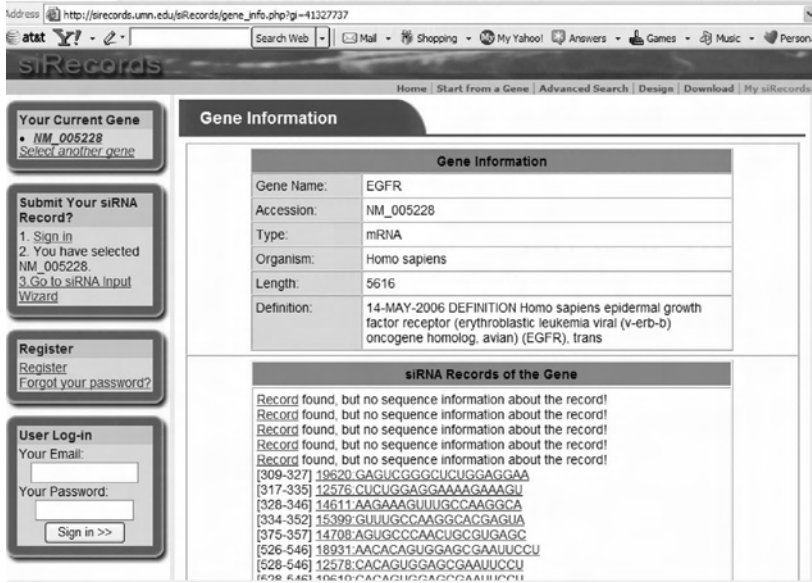 Address http://sirecords.umn.edu/siRecords/gene_info.php?gi=41327737
at&t Y! Search Web Mail Shopping My Yahoo! Answers Games Music Person
siRecords
Home | Start from a Gene | Advanced Search | Design | Download | My siRecords
Your Current Gene
• NM_005228
Select another gene
Submit Your siRNA
Record?
1. Sign in
2. You have selected
NM_005228.
3.Go to siRNA Input
Wizard
Register
Register
Forgot your password?
User Log-in
Your Email:
Your Password:
Sign in >>
Gene Information
Gene Information
Gene Name: EGFR
Accession: NM_005228
Type: mRNA
Organism: Homo sapiens
Length: 5616
Definition: 14-MAY-2006 DEFINITION Homo sapiens epidermal growth
factor receptor (erythroblastic leukemia viral (v-erb-b)
oncogene homolog, avian) (EGFR), trans
siRNA Records of the Gene
Record found, but no sequence information about the record!
Record found, but no sequence information about the record!
Record found, but no sequence information about the record!
Record found, but no sequence information about the record!
Record found, but no sequence information about the record!
[309-327] 19620:GAGUCGGGCUCUGGAGGAA
[317-335] 12576:CUCUGGAGGAAAAGAAAGU
[328-346] 14611:AAGAAAGUUUGCCAAGGCA
[334-352] 15399:GUUUGCCAAGGCACGAGUA
[375-357] 14708:AGUGCCCAACUGCGUGAGC
[526-546] 18931:AACACAGUGGAGCGAAUUCCU
[528-546] 12578:CACAGUGGAGCGAAUUCCU
[528-546] 19619:CACAGUGGAGCGAAUUCCU